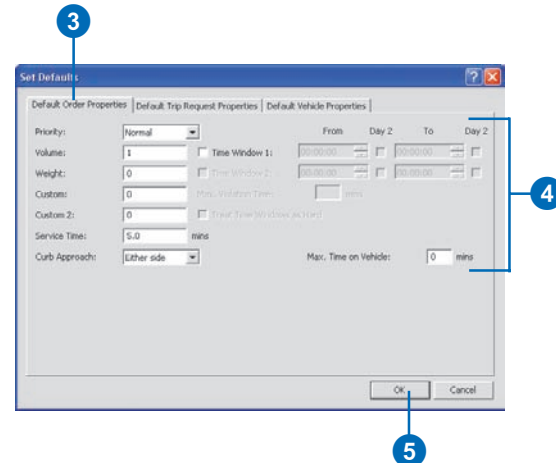 3
Set Defaults
Default Order Properties Default Trip Request Properties Default Vehicle Properties
Priority: Normal From Day 2 To Day 2
Volume: 1 Time Window 1: 00:00:00 00:00:00
Weight: 0 Time Window 2: 00:00:00 00:00:00
Custom: 0 Max. Violation Time: mins
Custom 2: 0 Treat Time Windows as Hard
Service Time: 5.0 mins
Curb Approach: Either side Max. Time on Vehicle: 0 mins
4
OK Cancel
5